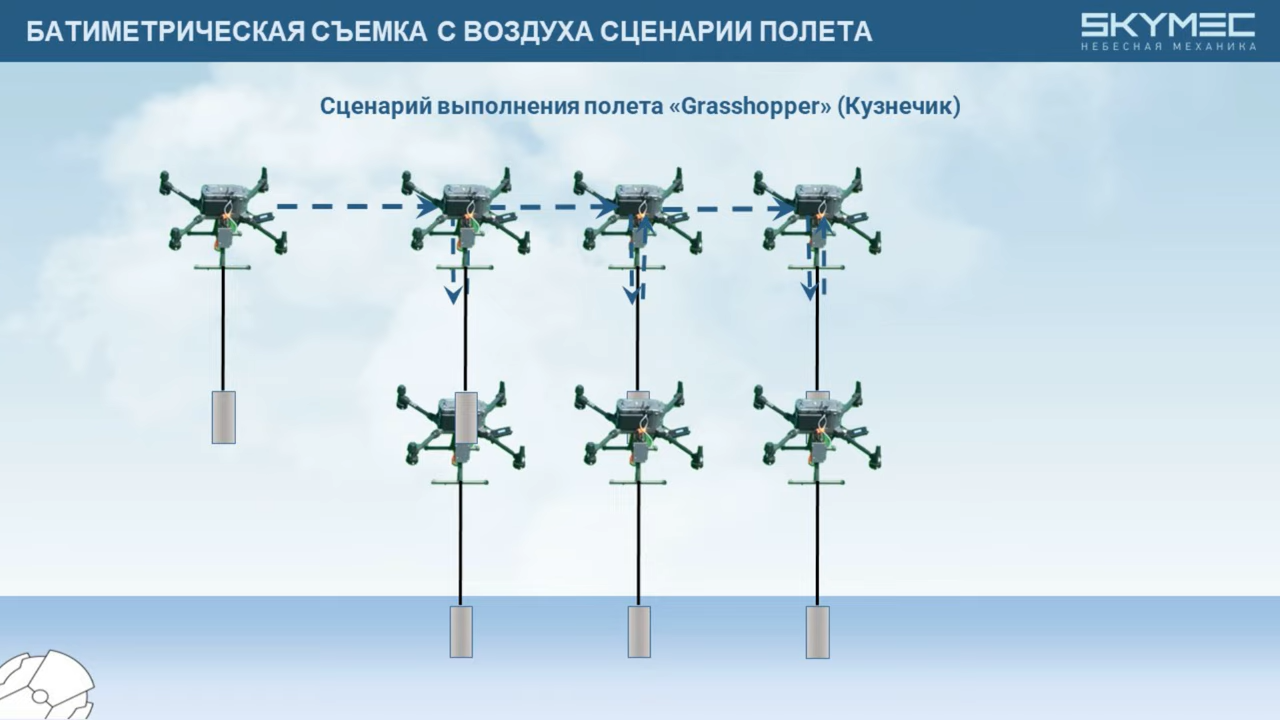 БАТИМЕТРИЧЕСКАЯ СЪЕМКА С ВОЗДУХА СЦЕНАРИИ ПОЛЕТА
SKYMEC
НЕБЕСНАЯ МЕХАНИКА
Сценарий выполнения полета «Grasshopper» (Кузнечик)